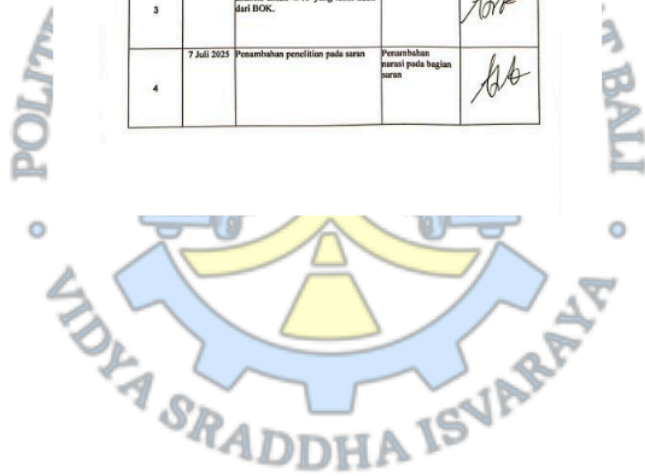 3
dari BOK.
4
7 Juli 2025
Penambahan penelitian pada saran
Penambahan
narasi pada bagian
saran
BALI
VIDYA SRADDHA ISVARAYA